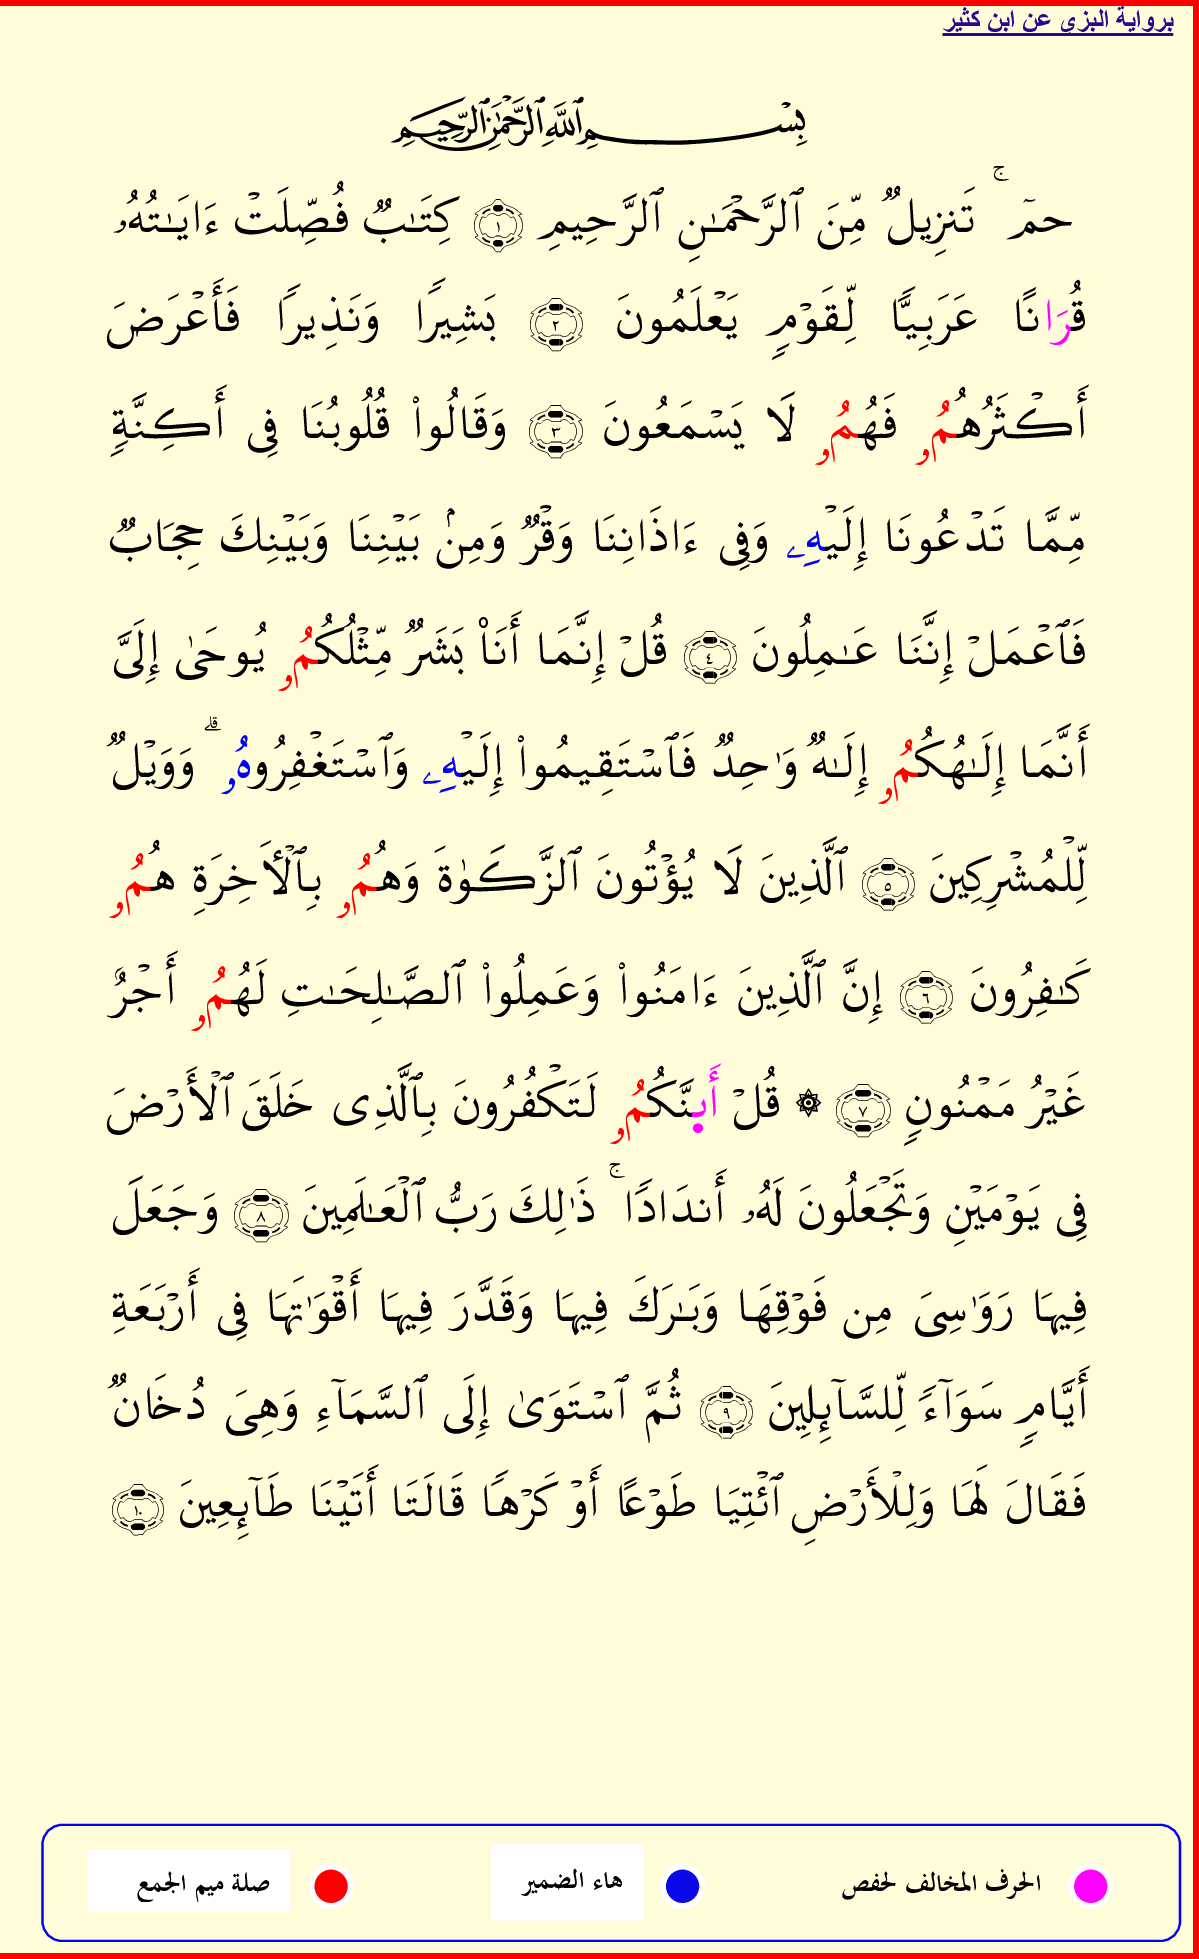 برواية البزي عن ابن كثير
بِسْمِ ٱللَّهِ ٱلرَّحْمَٰنِ ٱلرَّحِيمِ
حمٓ ۚ تَنزِيلٌ مِّنَ ٱلرَّحْمَٰنِ ٱلرَّحِيمِ ١ كِتَٰبٌ فُصِّلَتْ ءَايَٰتُهُۥ
قُرَانًا عَرَبِيًّا لِّقَوْمٍ يَعْلَمُونَ ٢ بَشِيرًا وَنَذِيرًا فَأَعْرَضَ
أَكْثَرُهُمُۥ فَهُمُۥ لَا يَسْمَعُونَ ٣ وَقَالُوا۟ قُلُوبُنَا فِى أَكِنَّةٍ
مِّمَّا تَدْعُونَا إِلَيْهِۦ وَفِى ءَاذَانِنَا وَقْرٌ وَمِنۢ بَيْنِنَا وَبَيْنِكَ حِجَابٌ
فَٱعْمَلْ إِنَّنَا عَٰمِلُونَ ٤ قُلْ إِنَّمَا أَنَا۠ بَشَرٌ مِّثْلُكُمُۥ يُوحَىٰ إِلَىَّ
أَنَّمَا إِلَٰهُكُمُۥ إِلَٰهٌ وَٰحِدٌ فَٱسْتَقِيمُوا۟ إِلَيْهِۦ وَٱسْتَغْفِرُوهُۥ ۗ وَوَيْلٌ
لِّلْمُشْرِكِينَ ٥ ٱلَّذِينَ لَا يُؤْتُونَ ٱلزَّكَوٰةَ وَهُمُۥ بِٱلْأَخِرَةِ هُمُۥ
كَٰفِرُونَ ٦ إِنَّ ٱلَّذِينَ ءَامَنُوا۟ وَعَمِلُوا۟ ٱلصَّٰلِحَٰتِ لَهُمُۥ أَجْرٌ
غَيْرُ مَمْنُونٍ ٧ ۞ قُلْ أَىِٕنَّكُمُۥ لَتَكْفُرُونَ بِٱلَّذِى خَلَقَ ٱلْأَرْضَ
فِى يَوْمَيْنِ وَتَجْعَلُونَ لَهُۥ أَندَادًا ۚ ذَٰلِكَ رَبُّ ٱلْعَٰلَمِينَ ٨ وَجَعَلَ
فِيهَا رَوَٰسِىَ مِن فَوْقِهَا وَبَٰرَكَ فِيهَا وَقَدَّرَ فِيهَا أَقْوَٰتَهَا فِى أَرْبَعَةِ
أَيَّامٍ سَوَآءً لِّلسَّآئِلِينَ ٩ ثُمَّ ٱسْتَوَىٰ إِلَى ٱلسَّمَآءِ وَهِىَ دُخَانٌ
فَقَالَ لَهَا وَلِلْأَرْضِ ٱئْتِيَا طَوْعًا أَوْ كَرْهًا قَالَتَا أَتَيْنَا طَآئِعِينَ ١٠
الحرف المخالف لحفص
هاء الضمير
صلة ميم الجمع